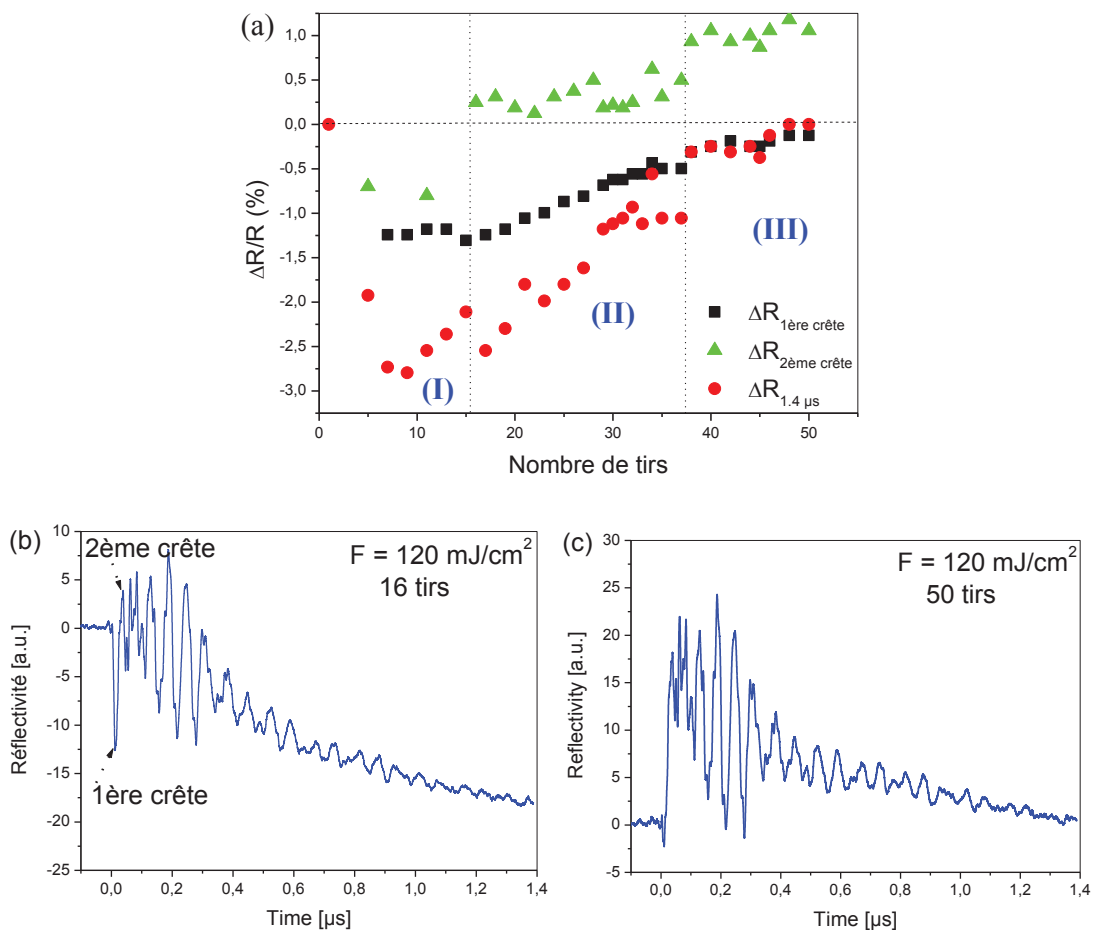 (a)
1,0
0,5
0,0
-0,5
-1,0
-1,5
-2,0
-2,5
-3,0
ΔR/R (%)
0 10 20 30 40 50
Nombre de tirs
(I)
(II)
(III)
ΔR1ère crête
ΔR2ème crête
ΔR1.4 µs
(b)
10
5
0
-5
-10
-15
-20
-25
Réflectivité [a.u.]
2ème crête
1ère crête
F = 120 mJ/cm²
16 tirs
0,0 0,2 0,4 0,6 0,8 1,0 1,2 1,4
Time [µs]
(c)
30
25
20
15
10
5
0
-5
Reflectivity [a.u.]
F = 120 mJ/cm²
50 tirs
0,0 0,2 0,4 0,6 0,8 1,0 1,2 1,4
Time [µs]